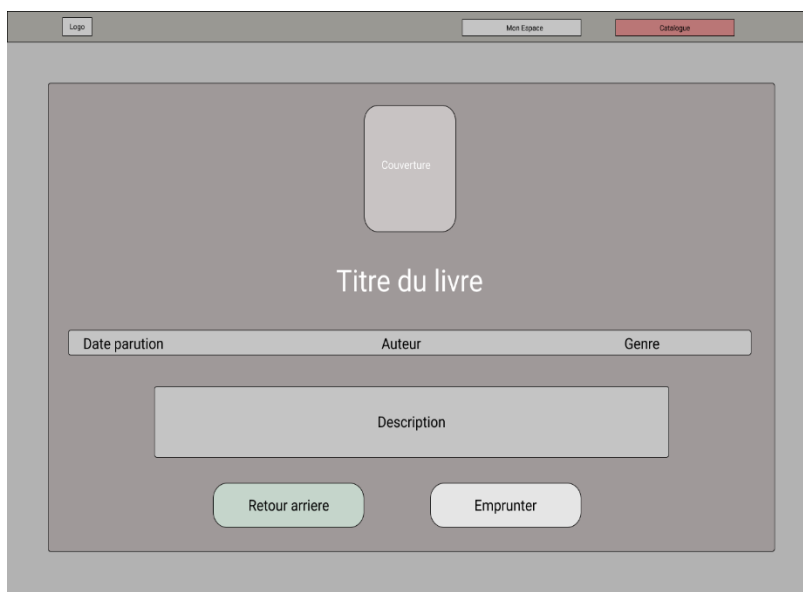 Logo
Mon Espace
Catalogue
Couverture
Titre du livre
Date parution
Auteur
Genre
Description
Retour arriere
Emprunter